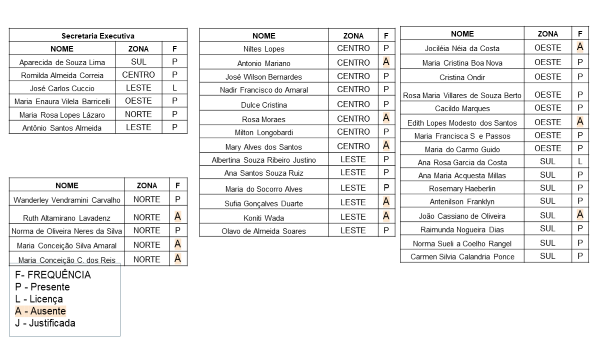 Secretaria Executiva
NOME ZONA F
Aparecida de Souza Lima SUL P
Romilda Almeida Correia CENTRO P
José Carlos Cuccio LESTE L
Maria Enaura Vilela Barricelli OESTE P
Maria Rosa Lopes Lázaro NORTE P
Antônio Santos Almeida LESTE P
NOME ZONA F
Wanderley Vendramini Carvalho NORTE P
Ruth Altamirano Lavadenz NORTE A
Norma de Oliveira Neres da Silva NORTE P
Maria Conceição Silva Amaral NORTE A
Maria Conceição C. dos Reis NORTE A
F- FREQUÊNCIA
P - Presente
L - Licença
A - Ausente
J - Justificada
NOME ZONA F
Niltes Lopes CENTRO P
Antonio Mariano CENTRO A
José Wilson Bernardes CENTRO P
Nadir Francisco do Amaral CENTRO P
Dulce Cristina CENTRO P
Rosa Moraes CENTRO A
Milton Longobardi CENTRO P
Mary Alves dos Santos CENTRO A
Albertina Souza Ribeiro Justino LESTE P
Ana Santos Souza Ruiz LESTE P
Maria do Socorro Alves LESTE P
Sufia Gonçalves Duarte LESTE A
Koniti Wada LESTE A
Olavo de Almeida Soares LESTE P
NOME ZONA F
Jociléia Néia da Costa OESTE A
Maria Cristina Boa Nova OESTE P
Cristina Ondir OESTE P
Rosa Maria Villares de Souza Berto OESTE P
Cacildo Marques OESTE P
Edith Lopes Modesto dos Santos OESTE A
Maria Francisca S e Passos OESTE P
Maria do Carmo Guido OESTE P
Ana Rosa Garcia da Costa SUL L
Ana Maria Acquesta Millas SUL P
Rosemary Haeberlin SUL P
Antenilson Franklyn SUL P
João Cassiano de Oliveira SUL A
Raimunda Nogueira Dias SUL P
Norma Sueli a Coelho Rangel SUL P
Carmen Silvia Calandria Ponce SUL P